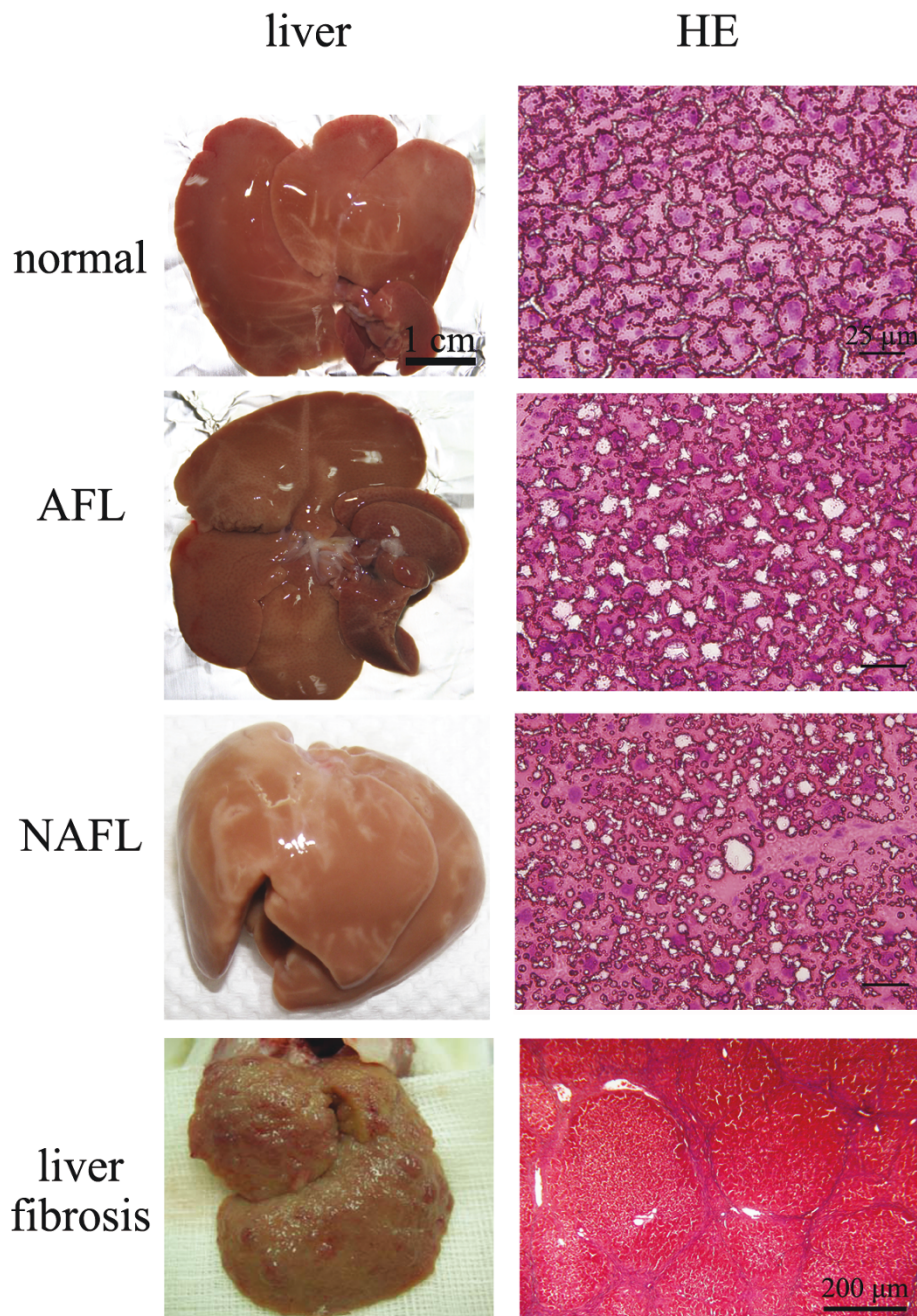 liver HE
normal
1 cm
25 μm
AFL
NAFL
liver
fibrosis
200 μm